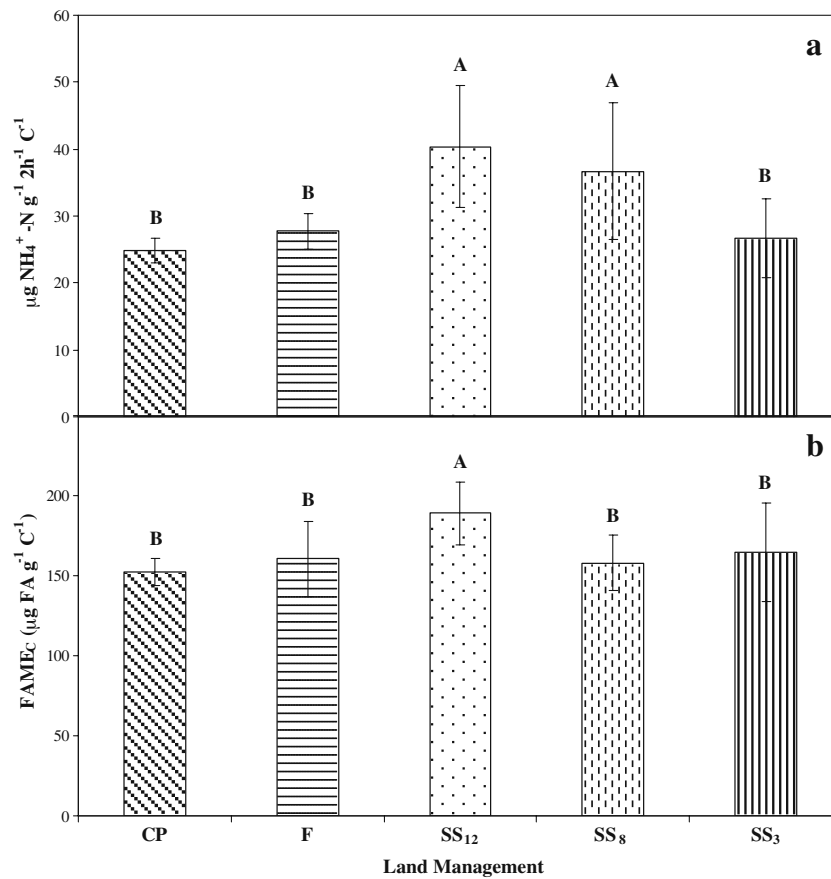 a
60
50
40
30
20
10
0
µg NH₄⁺ -N g⁻¹ 2h⁻¹ C⁻¹
B
B
A
A
B
b
200
150
100
50
0
FAMEC (µg FA g⁻¹ C⁻¹)
B
B
A
B
B
CP F SS₁₂ SS₈ SS₃
Land Management